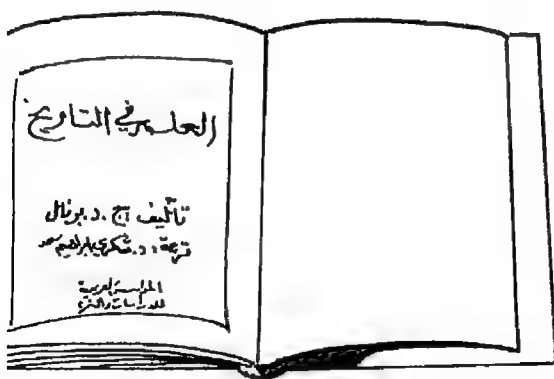 العلم في التاريخ
تأليف ج . د . برنال
ترجمة : د . شكري ابراهيم سعد
المؤسسة العربية
للدراسات والنشر